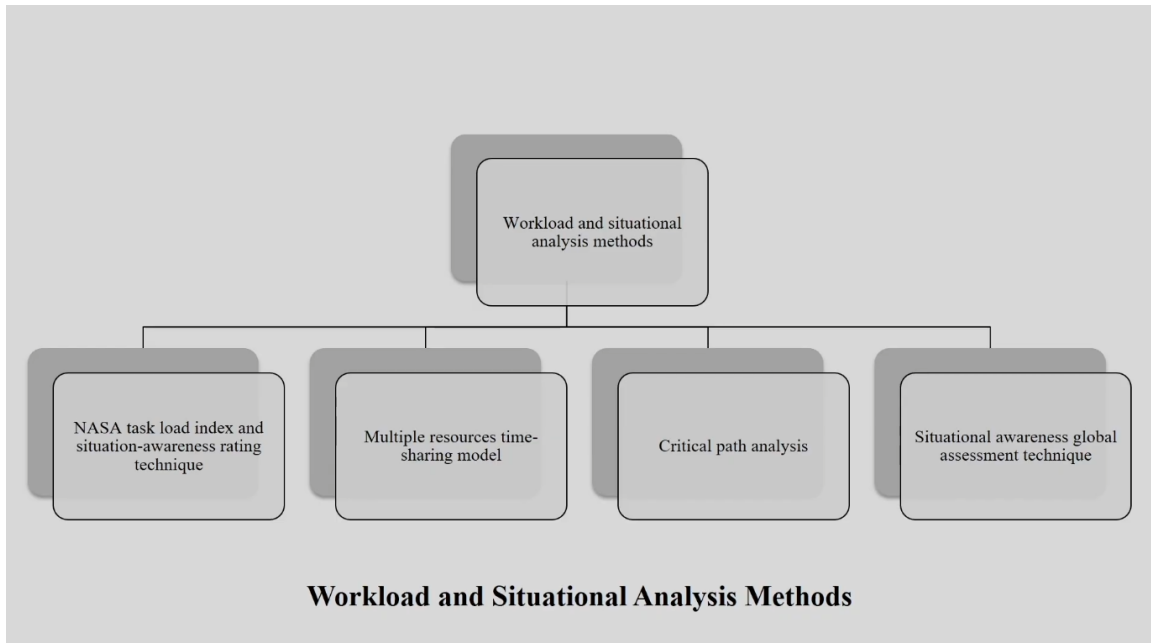 Workload and situational
analysis methods
NASA task load index and
situation-awareness rating
technique
Multiple resources time-
sharing model
Critical path analysis
Situational awareness global
assessment technique
Workload and Situational Analysis Methods